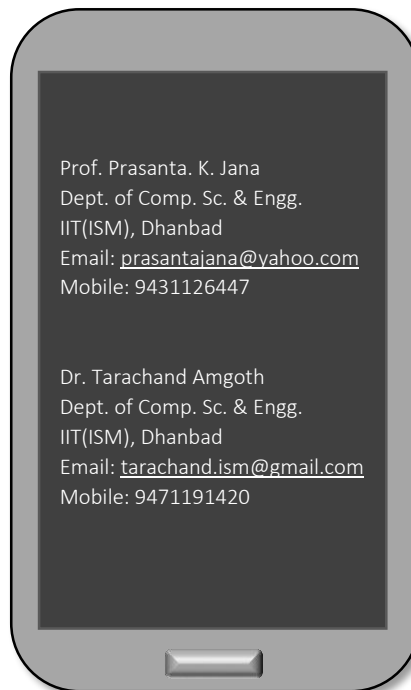 Prof. Prasanta. K. Jana
Dept. of Comp. Sc. & Engg.
IIT(ISM), Dhanbad
Email: prasantajana@yahoo.com
Mobile: 9431126447
Dr. Tarachand Amgoth
Dept. of Comp. Sc. & Engg.
IIT(ISM), Dhanbad
Email: tarachand.ism@gmail.com
Mobile: 9471191420